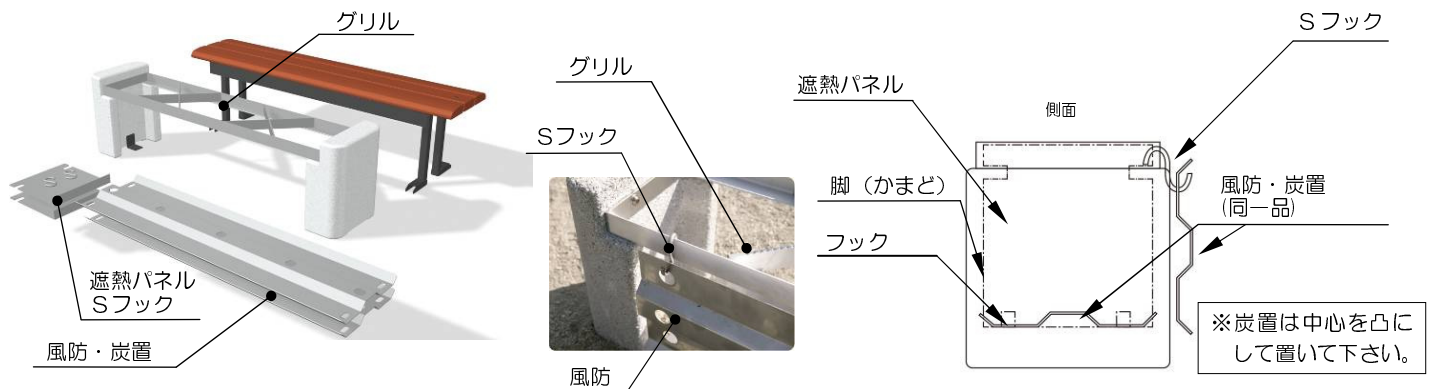 グリル
遮熱パネル
Ｓフック
風防・炭置
グリル
Ｓフック
風防
Ｓフック
遮熱パネル
側面
脚（かまど）
風防・炭置
(同一品)
フック
※炭置は中心を凸に
して置いて下さい。